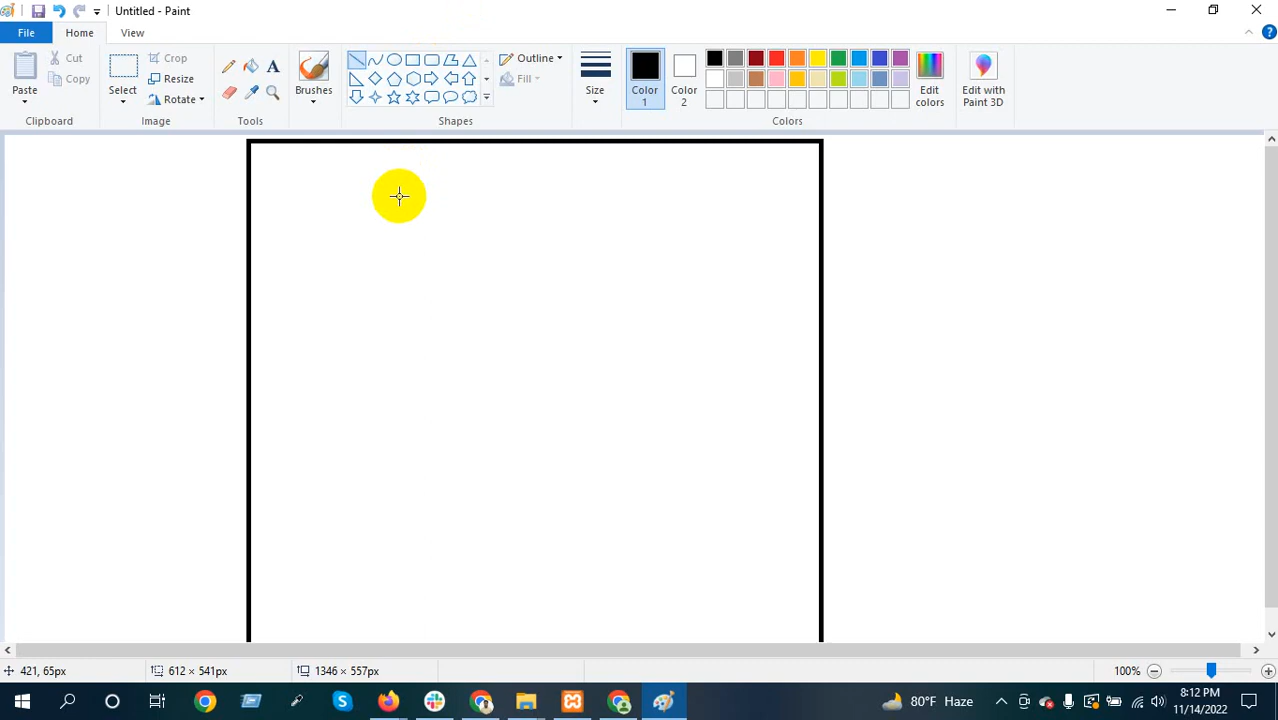 Untitled - Paint
File Home View
Paste
Cut
Copy
Clipboard
Select
Crop
Resize
Rotate
Image
A
Tools
Brushes
Outline
Fill
Shapes
Size
Color 1
Color 2
Edit colors
Colors
Edit with Paint 3D
421, 65px
612 × 541px
1346 × 557px
100%
80°F Haze
8:12 PM
11/14/2022